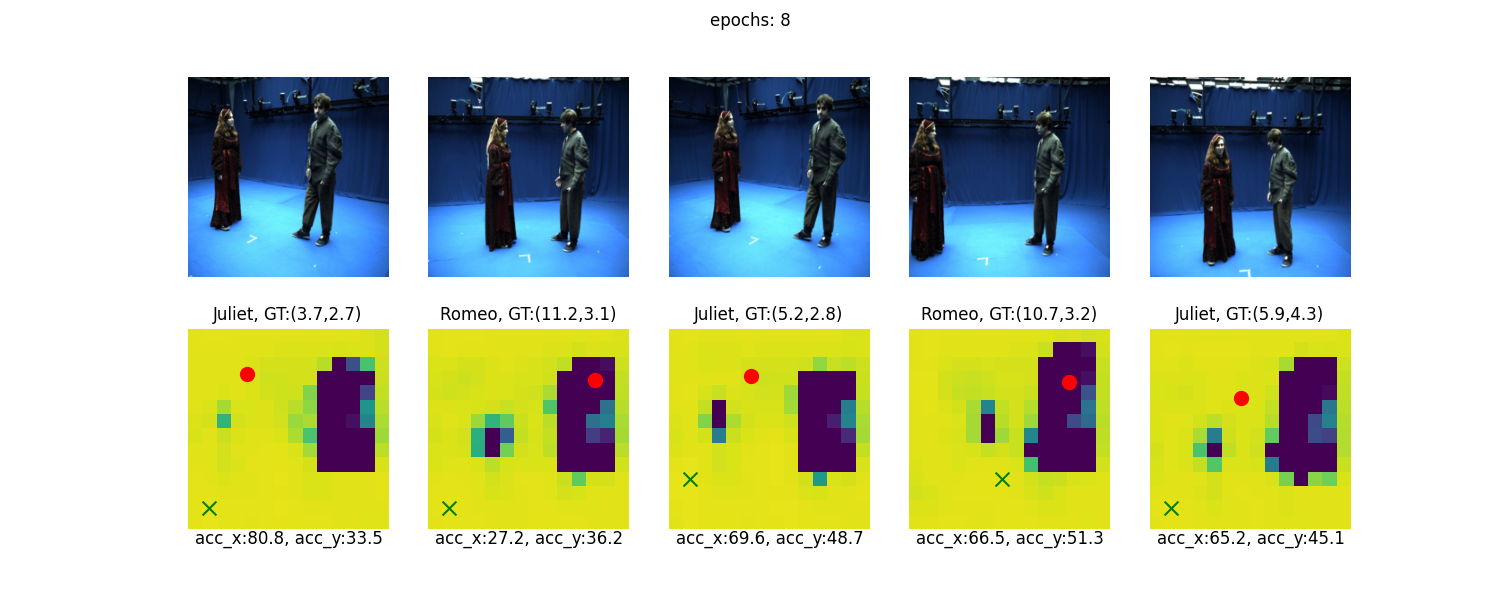 epochs: 8
Juliet, GT:(3.7,2.7)
Romeo, GT:(11.2,3.1)
Juliet, GT:(5.2,2.8)
Romeo, GT:(10.7,3.2)
Juliet, GT:(5.9,4.3)
acc_x:80.8, acc_y:33.5
acc_x:27.2, acc_y:36.2
acc_x:69.6, acc_y:48.7
acc_x:66.5, acc_y:51.3
acc_x:65.2, acc_y:45.1